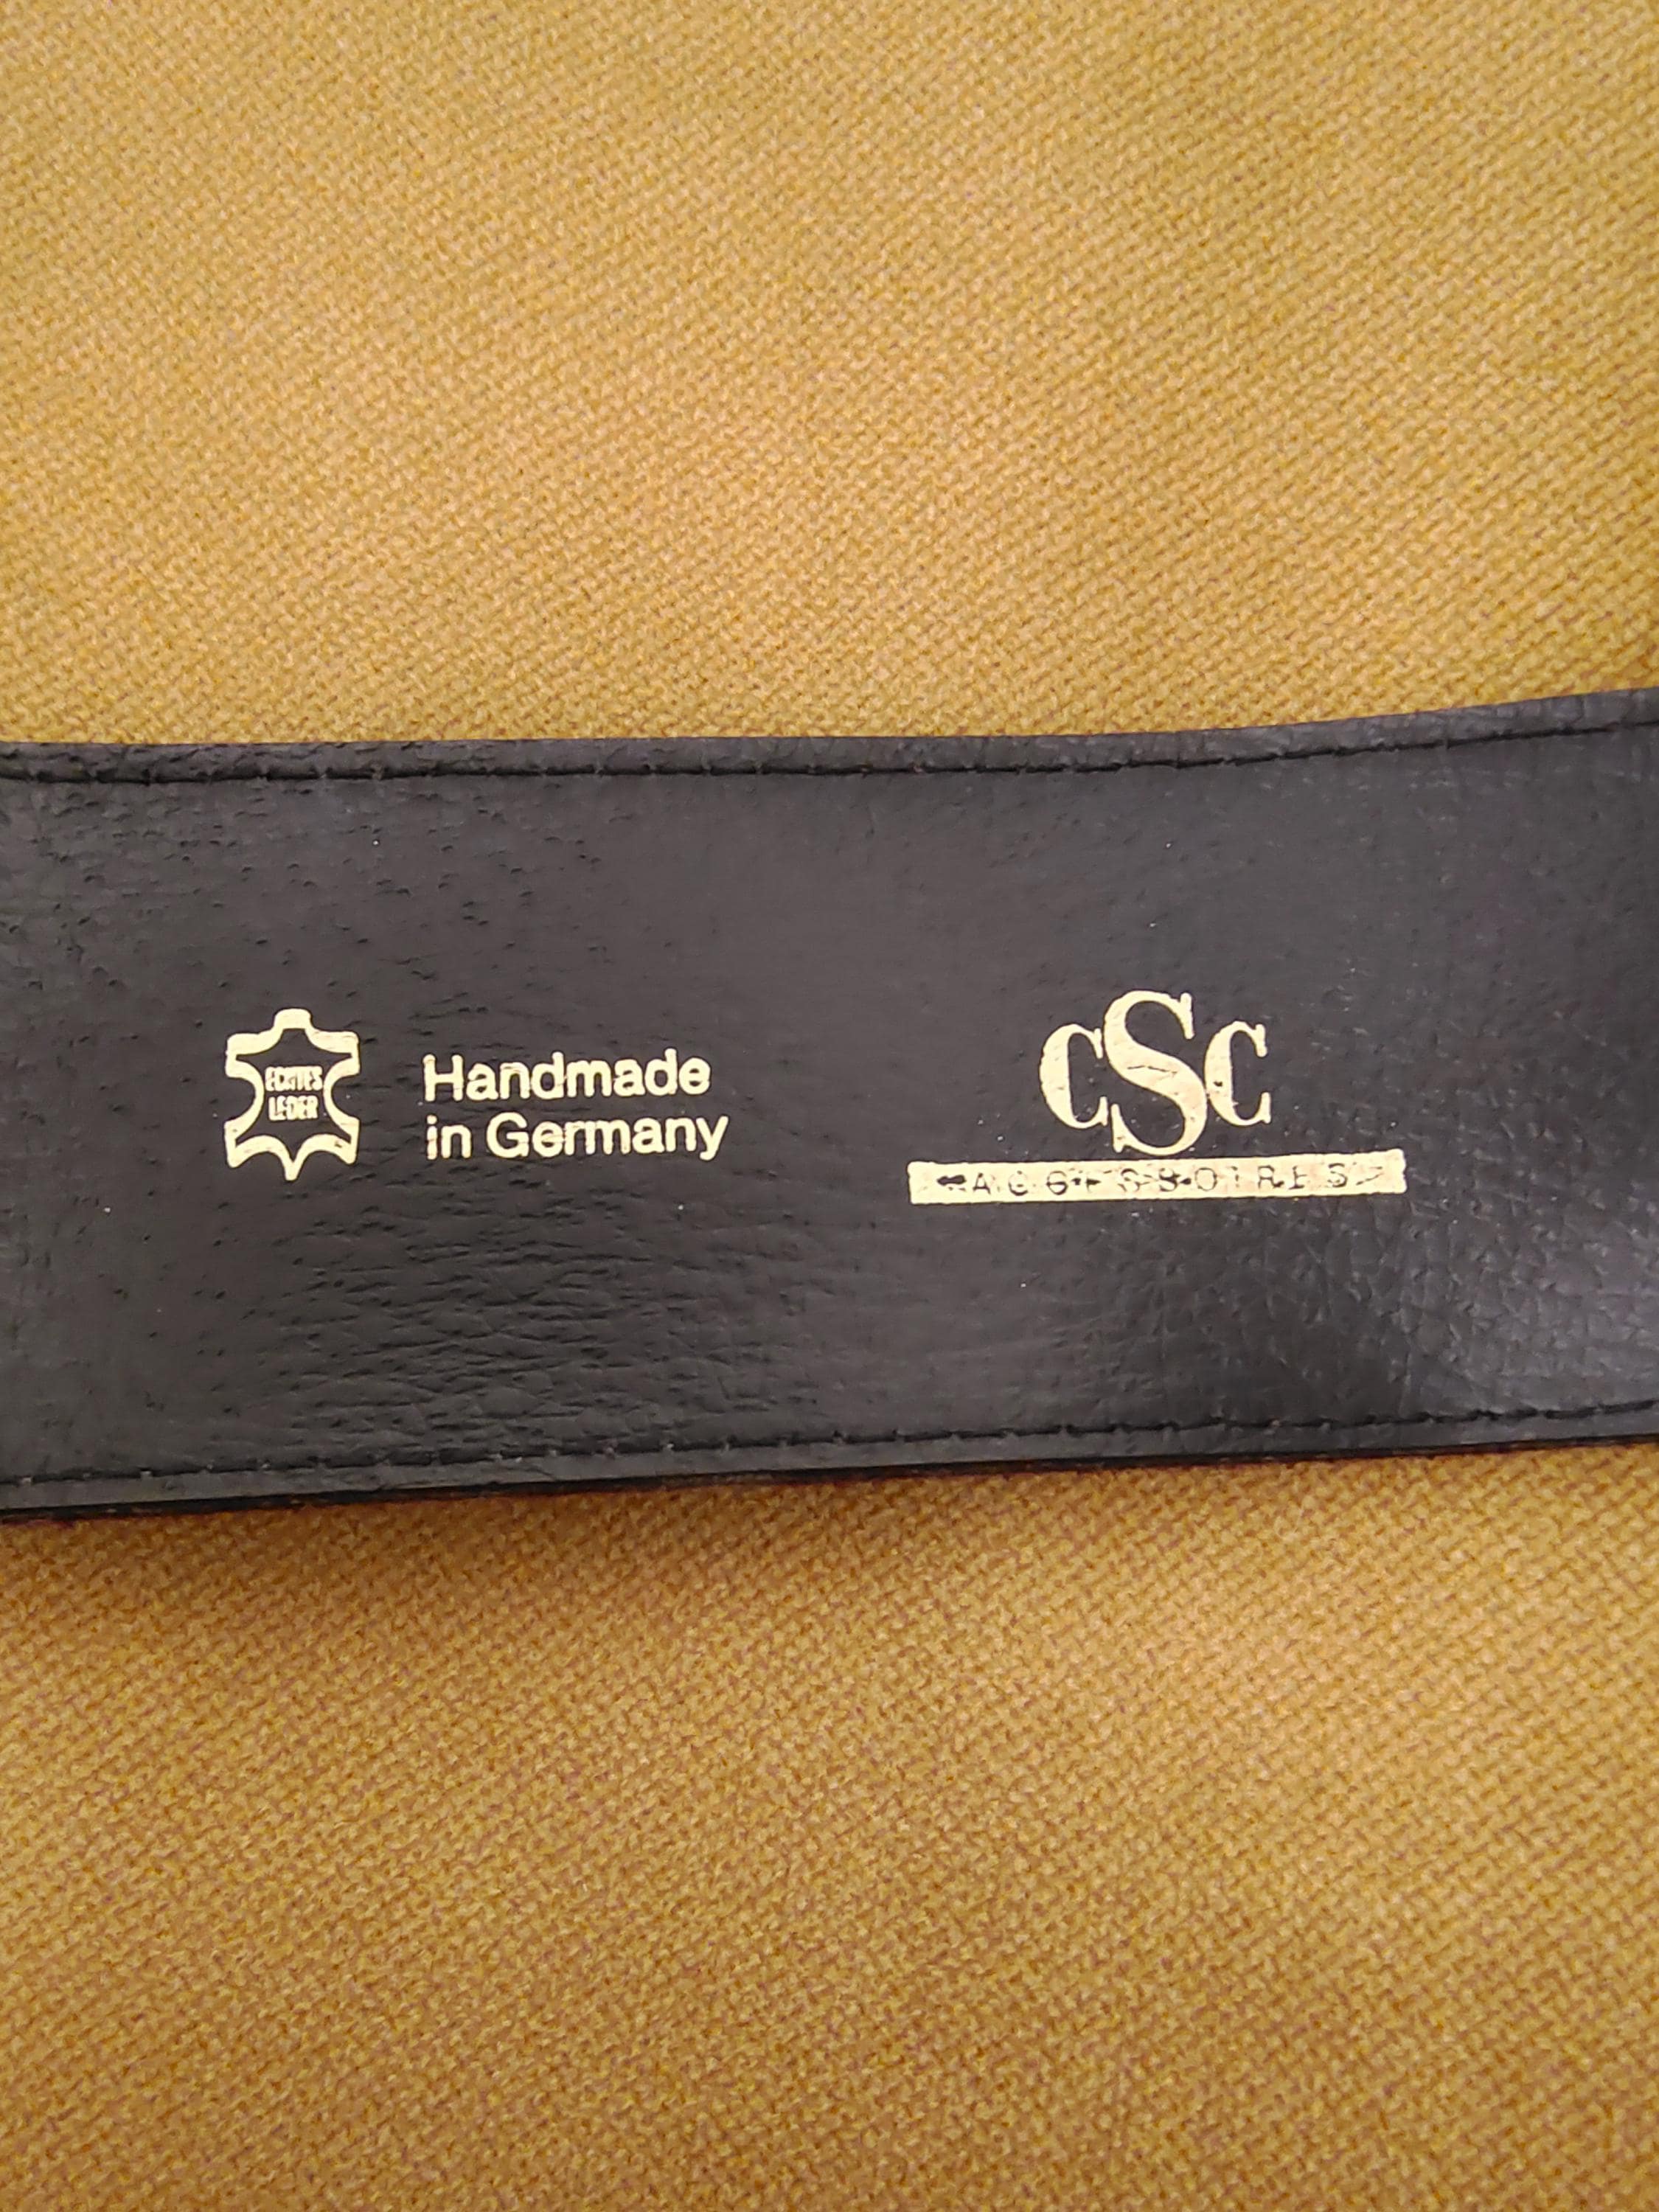 ECHTES
LEDER
Handmade
in Germany
CSC
ACCESSOIRES